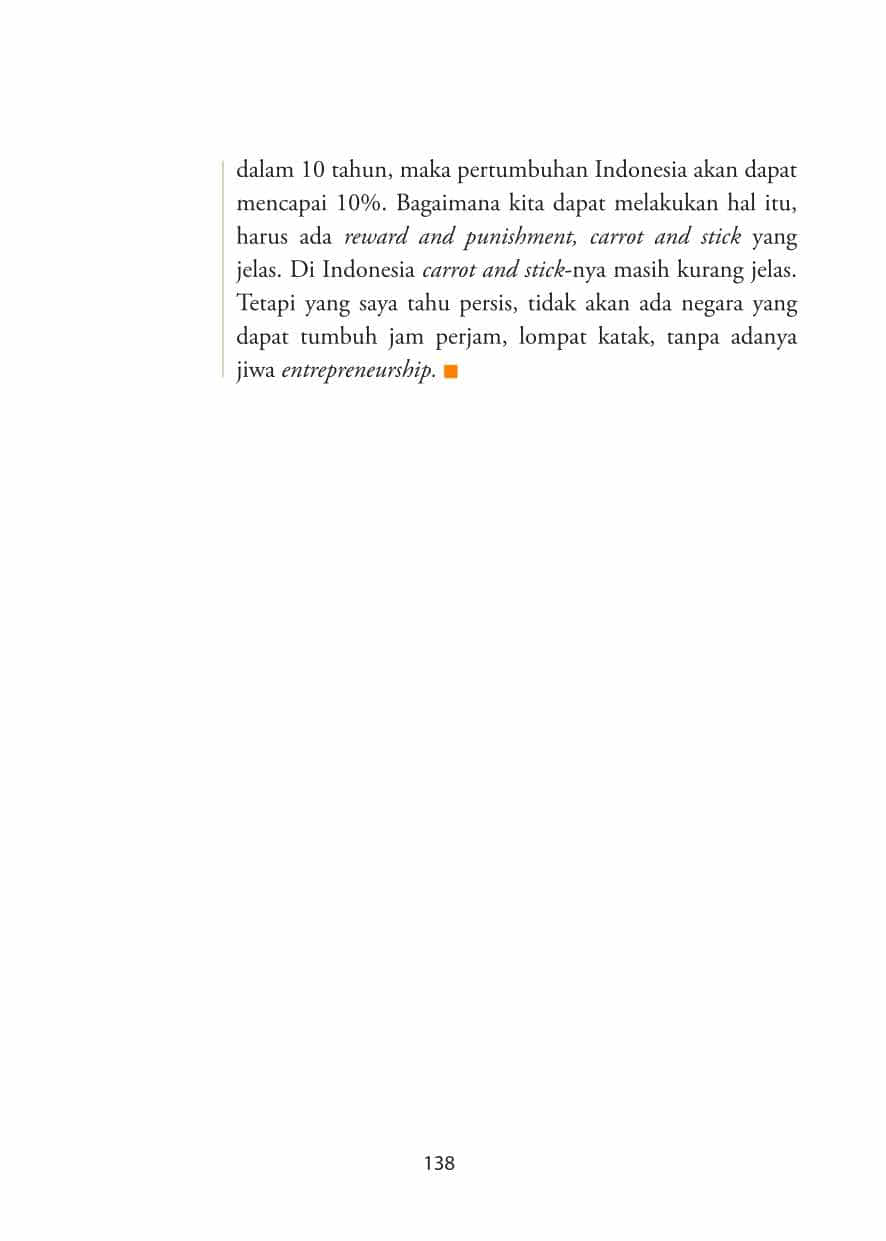 dalam 10 tahun, maka pertumbuhan Indonesia akan dapat
mencapai 10%. Bagaimana kita dapat melakukan hal itu,
harus ada reward and punishment, carrot and stick yang
jelas. Di Indonesia carrot and stick-nya masih kurang jelas.
Tetapi yang saya tahu persis, tidak akan ada negara yang
dapat tumbuh jam perjam, lompat katak, tanpa adanya
jiwa entrepreneurship.
138